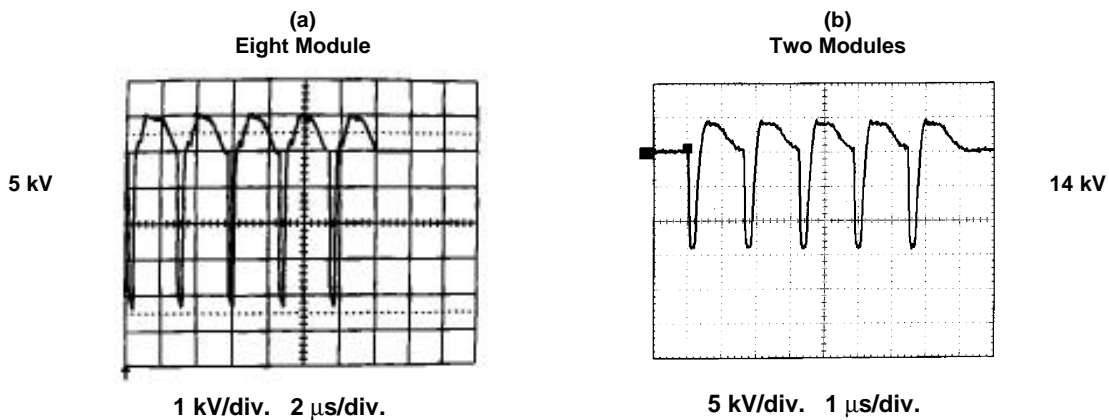 (a)
Eight Module
(b)
Two Modules
5 kV
14 kV
1 kV/div. 2 μs/div.
5 kV/div. 1 μs/div.